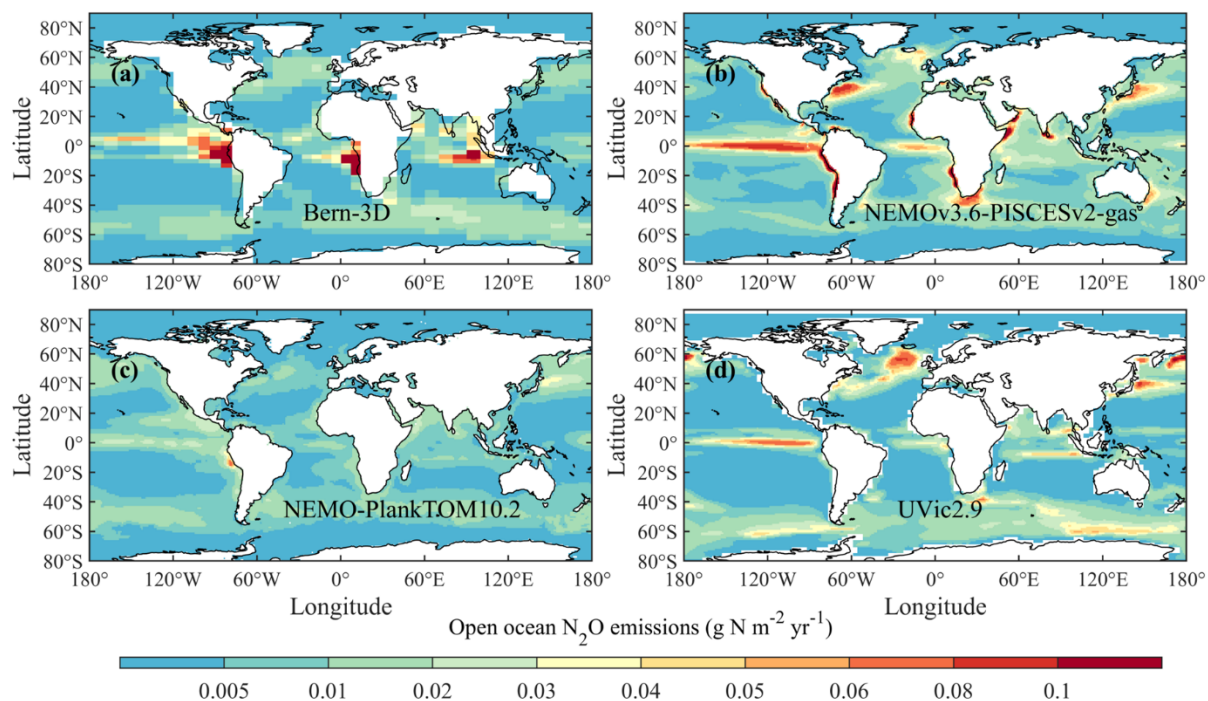 80°N
60°N
40°N
20°N
0°
20°S
40°S
60°S
80°S
Latitude
(a)
Bern-3D
180° 120°W 60°W 0° 60°E 120°E 180°
80°N
60°N
40°N
20°N
0°
20°S
40°S
60°S
80°S
Latitude
(b)
NEMOv3.6-PISCESv2-gas
180° 120°W 60°W 0° 60°E 120°E 180°
80°N
60°N
40°N
20°N
0°
20°S
40°S
60°S
80°S
Latitude
(c)
NEMO-PlankTOM10.2
180° 120°W 60°W 0° 60°E 120°E 180°
Longitude
80°N
60°N
40°N
20°N
0°
20°S
40°S
60°S
80°S
Latitude
(d)
UVic2.9
180° 120°W 60°W 0° 60°E 120°E 180°
Longitude
Open ocean N₂O emissions (g N m⁻² yr⁻¹)
0.005 0.01 0.02 0.03 0.04 0.05 0.06 0.08 0.1